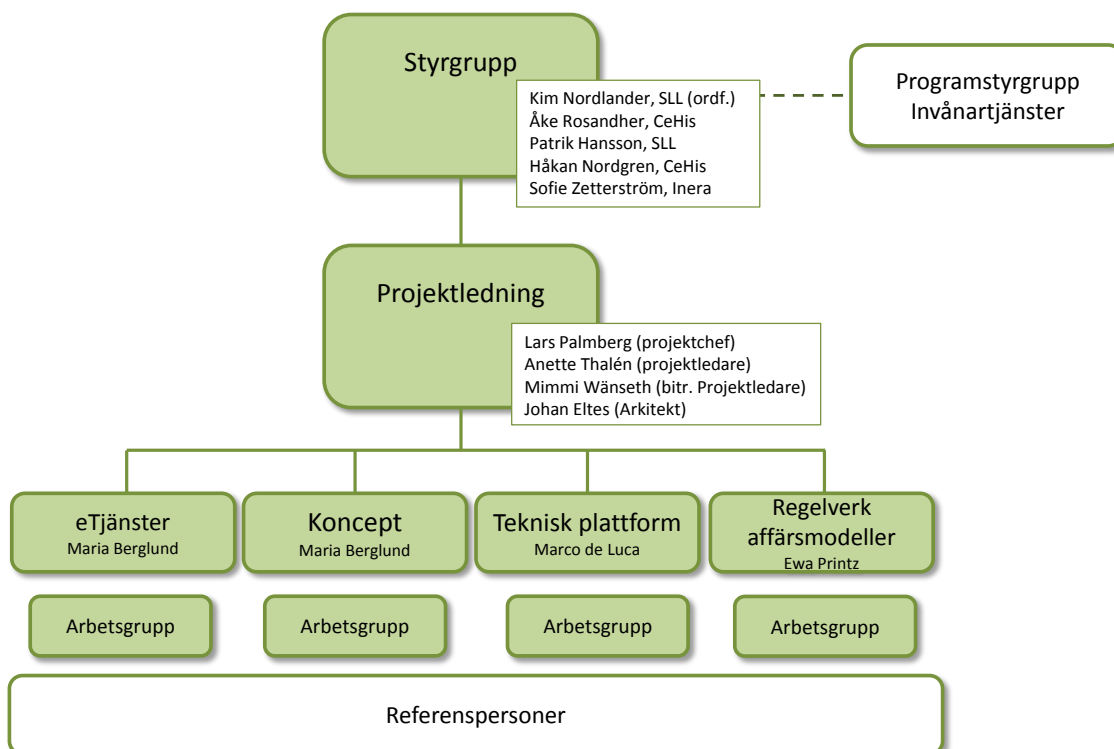 Styrgrupp
Kim Nordlander, SLL (ordf.)
Åke Rosandher, CeHis
Patrik Hansson, SLL
Håkan Nordgren, CeHis
Sofie Zetterström, Inera
Programstyrgrupp
Invånartjänster
Projektledning
Lars Palmberg (projektchef)
Anette Thalén (projektledare)
Mimmi Wänseth (bitr. Projektledare)
Johan Eltes (Arkitekt)
eTjänster
Maria Berglund
Koncept
Maria Berglund
Teknisk plattform
Marco de Luca
Regelverk
affärsmodeller
Ewa Printz
Arbetsgrupp
Arbetsgrupp
Arbetsgrupp
Arbetsgrupp
Referenspersoner